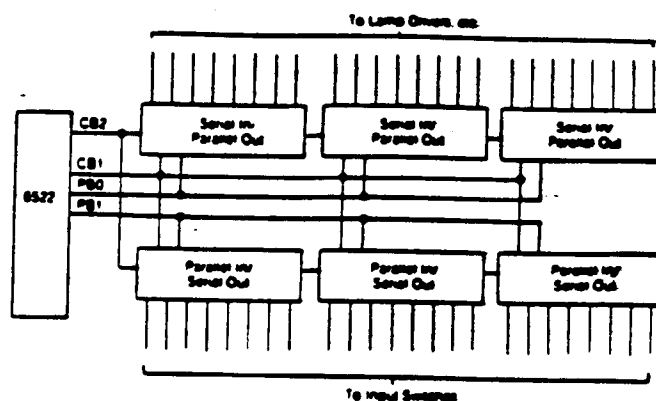 To Lamp Drivers, etc.
CB2
Serial In/
Parallel Out
Serial In/
Parallel Out
Serial In/
Parallel Out
CB1
PB0
6522
PB1
Parallel In/
Serial Out
Parallel In/
Serial Out
Parallel In/
Serial Out
To Input Switches